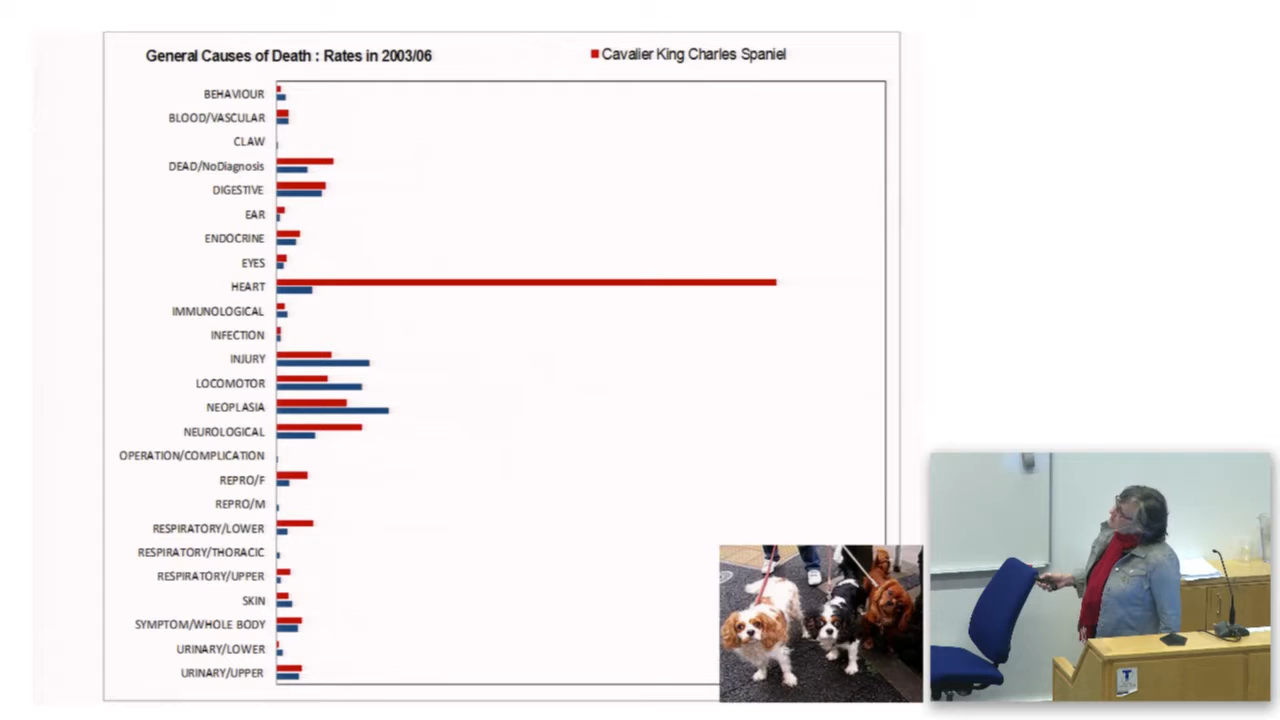 General Causes of Death : Rates in 2003/06
Cavalier King Charles Spaniel
BEHAVIOUR
BLOOD/VASCULAR
CLAW
DEAD/NoDiagnosis
DIGESTIVE
EAR
ENDOCRINE
EYES
HEART
IMMUNOLOGICAL
INFECTION
INJURY
LOCOMOTOR
NEOPLASIA
NEUROLOGICAL
OPERATION/COMPLICATION
REPRO/F
REPRO/M
RESPIRATORY/LOWER
RESPIRATORY/THORACIC
RESPIRATORY/UPPER
SKIN
SYMPTOM/WHOLE BODY
URINARY/LOWER
URINARY/UPPER